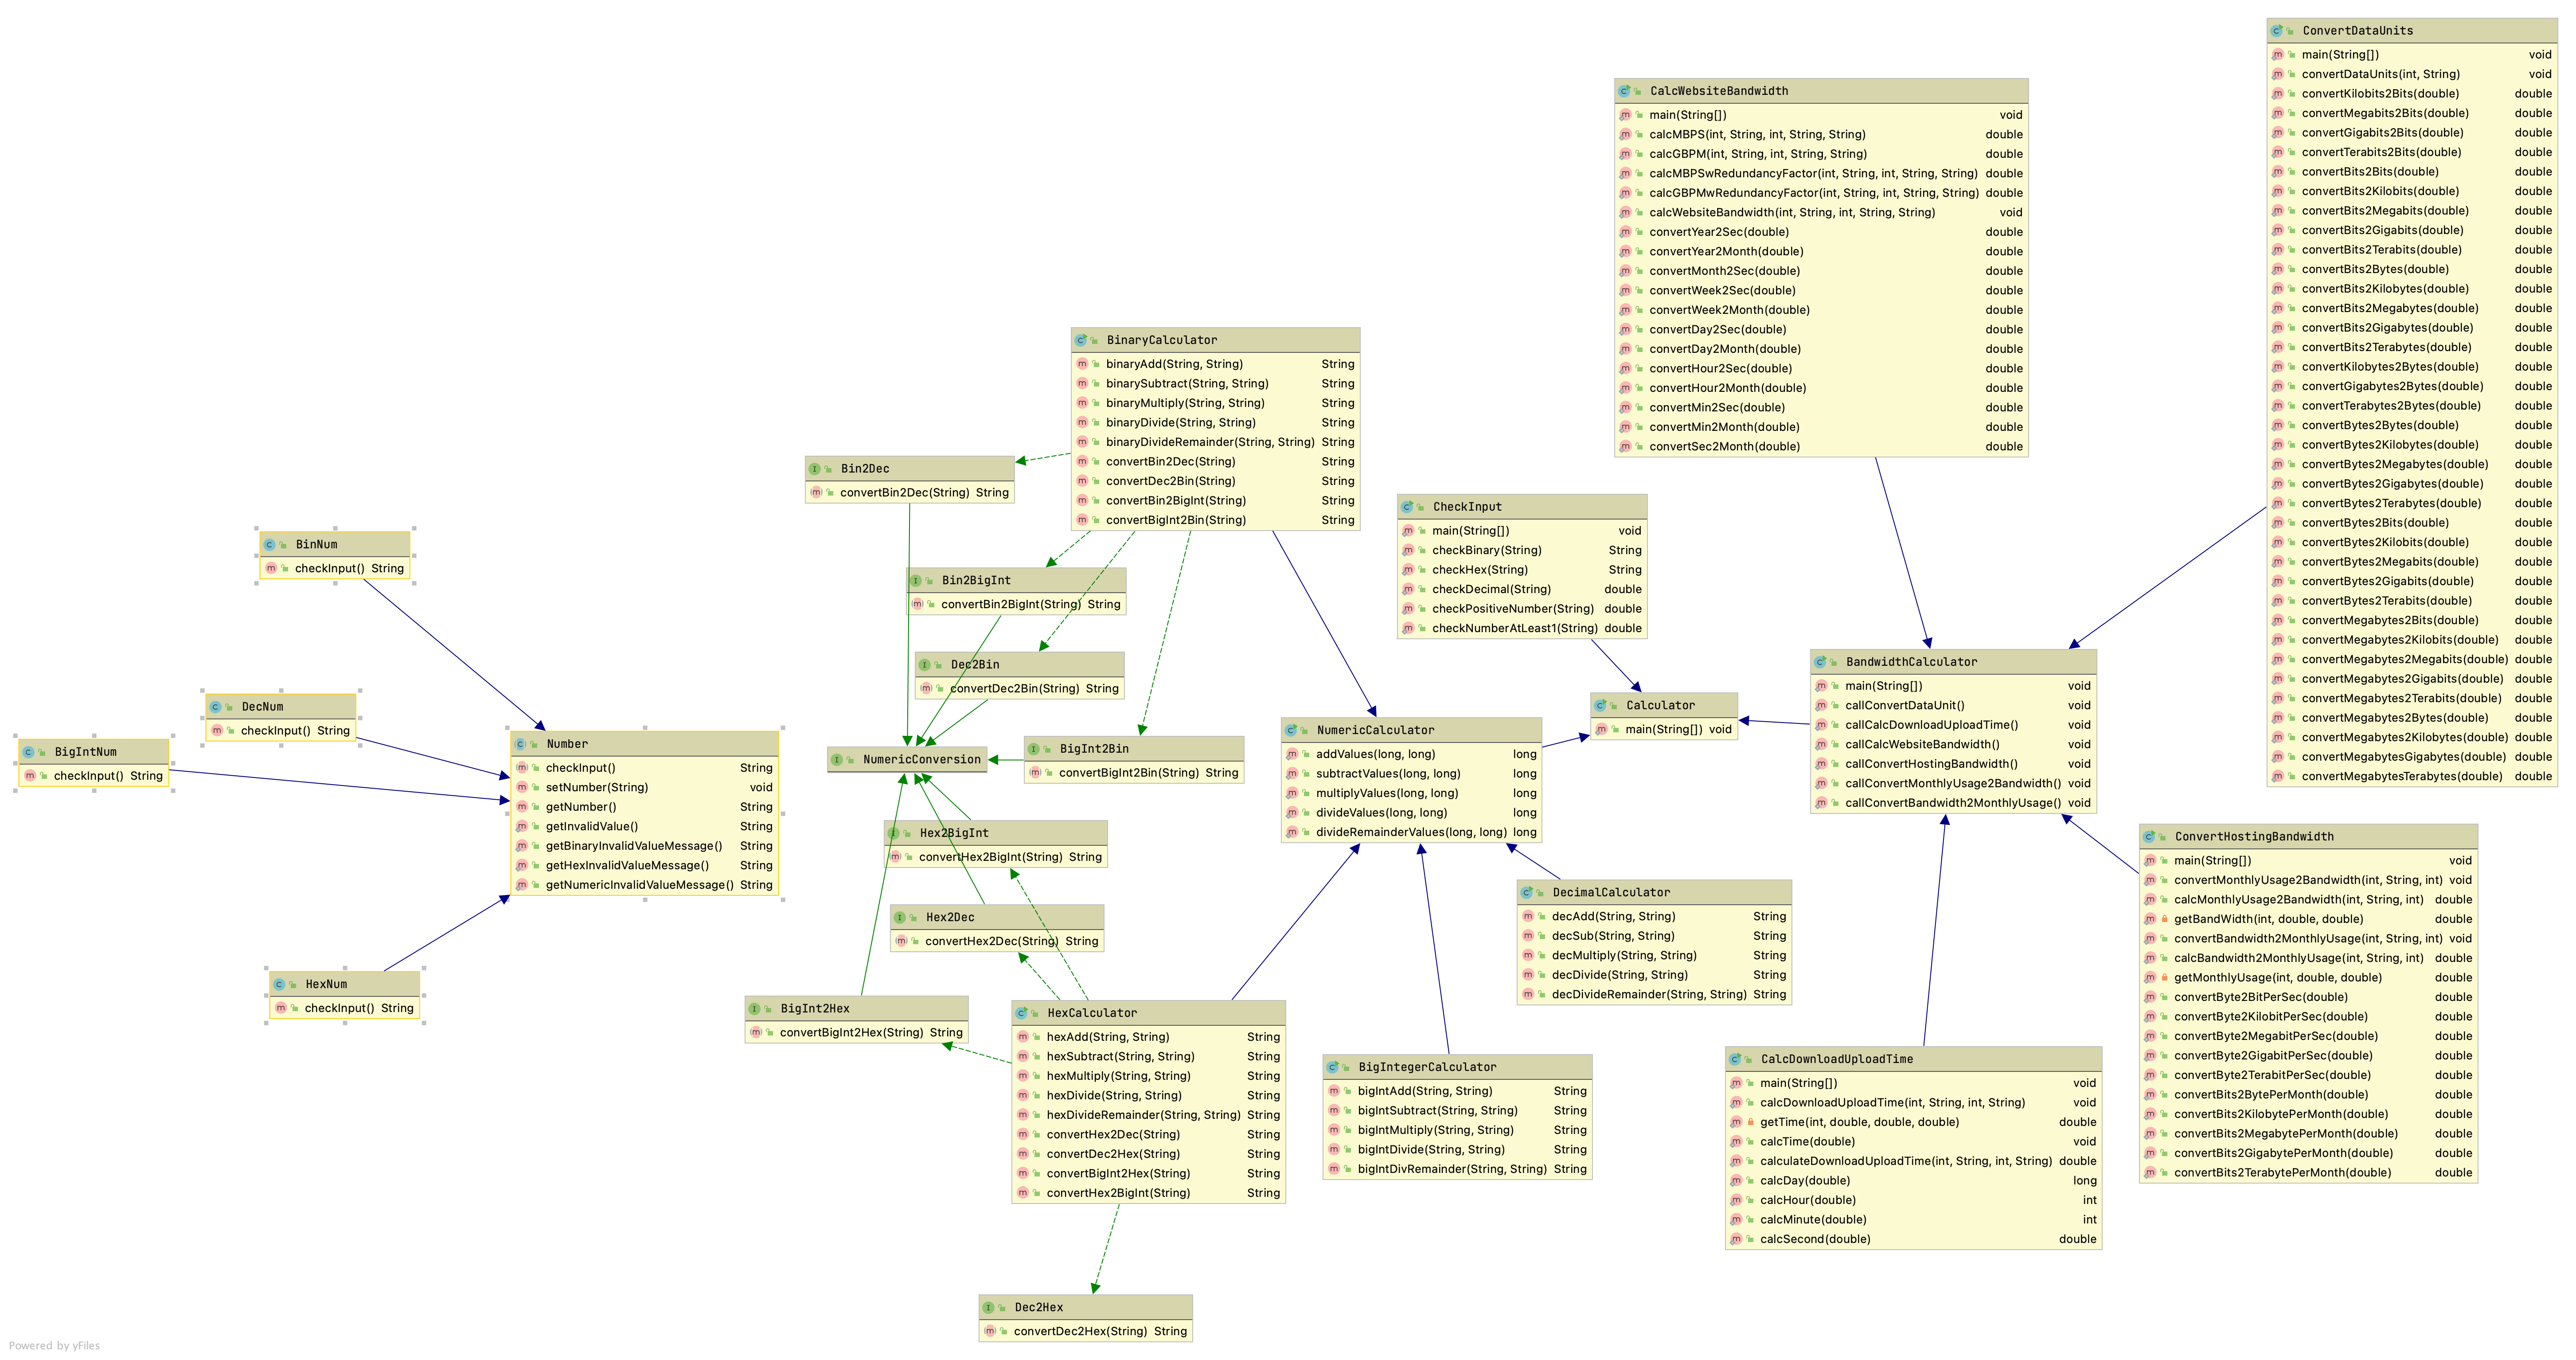 BinNum
checkInput() String
DecNum
checkInput() String
BigIntNum
checkInput() String
HexNum
checkInput() String
Number
checkInput() String
setNumber(String) void
getNumber() String
getInvalidValue() String
getBinaryInvalidValueMessage() String
getHexInvalidValueMessage() String
getNumericInvalidValueMessage() String
Bin2Dec
convertBin2Dec(String) String
Bin2BigInt
convertBin2BigInt(String) String
Dec2Bin
convertDec2Bin(String) String
NumericConversion
BigInt2Bin
convertBigInt2Bin(String) String
Hex2BigInt
convertHex2BigInt(String) String
Hex2Dec
convertHex2Dec(String) String
BigInt2Hex
convertBigInt2Hex(String) String
BinaryCalculator
binaryAdd(String, String) String
binarySubtract(String, String) String
binaryMultiply(String, String) String
binaryDivide(String, String) String
binaryDivideRemainder(String, String) String
convertBin2Dec(String) String
convertDec2Bin(String) String
convertBin2BigInt(String) String
convertBigInt2Bin(String) String
HexCalculator
hexAdd(String, String) String
hexSubtract(String, String) String
hexMultiply(String, String) String
hexDivide(String, String) String
hexDivideRemainder(String, String) String
convertHex2Dec(String) String
convertDec2Hex(String) String
convertBigInt2Hex(String) String
convertHex2BigInt(String) String
Dec2Hex
convertDec2Hex(String) String
CheckInput
main(String[]) void
checkBinary(String) String
checkHex(String) String
checkDecimal(String) double
checkPositiveNumber(String) double
checkNumberAtLeast1(String) double
NumericCalculator
addValues(long, long) long
subtractValues(long, long) long
multiplyValues(long, long) long
divideValues(long, long) long
divideRemainderValues(long, long) long
Calculator
main(String[]) void
DecimalCalculator
decAdd(String, String) String
decSub(String, String) String
decMultiply(String, String) String
decDivide(String, String) String
decDivideRemainder(String, String) String
BigIntegerCalculator
bigIntAdd(String, String) String
bigIntSubtract(String, String) String
bigIntMultiply(String, String) String
bigIntDivide(String, String) String
bigIntDivRemainder(String, String) String
CalcWebsiteBandwidth
main(String[]) void
calcMBPS(int, String, int, String, String) double
calcGBPM(int, String, int, String, String) double
calcMBPSwRedundancyFactor(int, String, int, String, String) double
calcGBPMwRedundancyFactor(int, String, int, String, String) double
calcWebsiteBandwidth(int, String, int, String, String) void
convertYear2Sec(double) double
convertYear2Month(double) double
convertMonth2Sec(double) double
convertWeek2Sec(double) double
convertWeek2Month(double) double
convertDay2Sec(double) double
convertDay2Month(double) double
convertHour2Sec(double) double
convertHour2Month(double) double
convertMin2Sec(double) double
convertMin2Month(double) double
convertSec2Month(double) double
BandwidthCalculator
main(String[]) void
callConvertDataUnit() void
callCalcDownloadUploadTime() void
callCalcWebsiteBandwidth() void
callConvertHostingBandwidth() void
callConvertMonthlyUsage2Bandwidth() void
callConvertBandwidth2MonthlyUsage() void
CalcDownloadUploadTime
main(String[]) void
calcDownloadUploadTime(int, String, int, String) void
getTime(int, double, double, double) double
calcTime(double) void
calculateDownloadUploadTime(int, String, int, String) double
calcDay(double) long
calcHour(double) int
calcMinute(double) int
calcSecond(double) double
ConvertDataUnits
main(String[]) void
convertDataUnits(int, String) void
convertKilobits2Bits(double) double
convertMegabits2Bits(double) double
convertGigabits2Bits(double) double
convertTerabits2Bits(double) double
convertBits2Bits(double) double
convertBits2Kilobits(double) double
convertBits2Megabits(double) double
convertBits2Gigabits(double) double
convertBits2Terabits(double) double
convertBits2Bytes(double) double
convertBits2Kilobytes(double) double
convertBits2Megabytes(double) double
convertBits2Gigabytes(double) double
convertBits2Terabytes(double) double
convertKilobytes2Bytes(double) double
convertGigabytes2Bytes(double) double
convertTerabytes2Bytes(double) double
convertBytes2Bytes(double) double
convertBytes2Kilobytes(double) double
convertBytes2Megabytes(double) double
convertBytes2Gigabytes(double) double
convertBytes2Terabytes(double) double
convertBytes2Bits(double) double
convertBytes2Kilobits(double) double
convertBytes2Megabits(double) double
convertBytes2Gigabits(double) double
convertBytes2Terabits(double) double
convertMegabytes2Bits(double) double
convertMegabytes2Kilobits(double) double
convertMegabytes2Megabits(double) double
convertMegabytes2Gigabits(double) double
convertMegabytes2Terabits(double) double
convertMegabytes2Bytes(double) double
convertMegabytes2Kilobytes(double) double
convertMegabytesGigabytes(double) double
convertMegabytesTerabytes(double) double
ConvertHostingBandwidth
main(String[]) void
convertMonthlyUsage2Bandwidth(int, String, int) void
calcMonthlyUsage2Bandwidth(int, String, int) double
getBandWidth(int, double, double) double
convertBandwidth2MonthlyUsage(int, String, int) void
calcBandwidth2MonthlyUsage(int, String, int) double
getMonthlyUsage(int, double, double) double
convertByte2BitPerSec(double) double
convertByte2KilobitPerSec(double) double
convertByte2MegabitPerSec(double) double
convertByte2GigabitPerSec(double) double
convertByte2TerabitPerSec(double) double
convertBits2BytePerMonth(double) double
convertBits2KilobytePerMonth(double) double
convertBits2MegabytePerMonth(double) double
convertBits2GigabytePerMonth(double) double
convertBits2TerabytePerMonth(double) double
Powered by yFiles